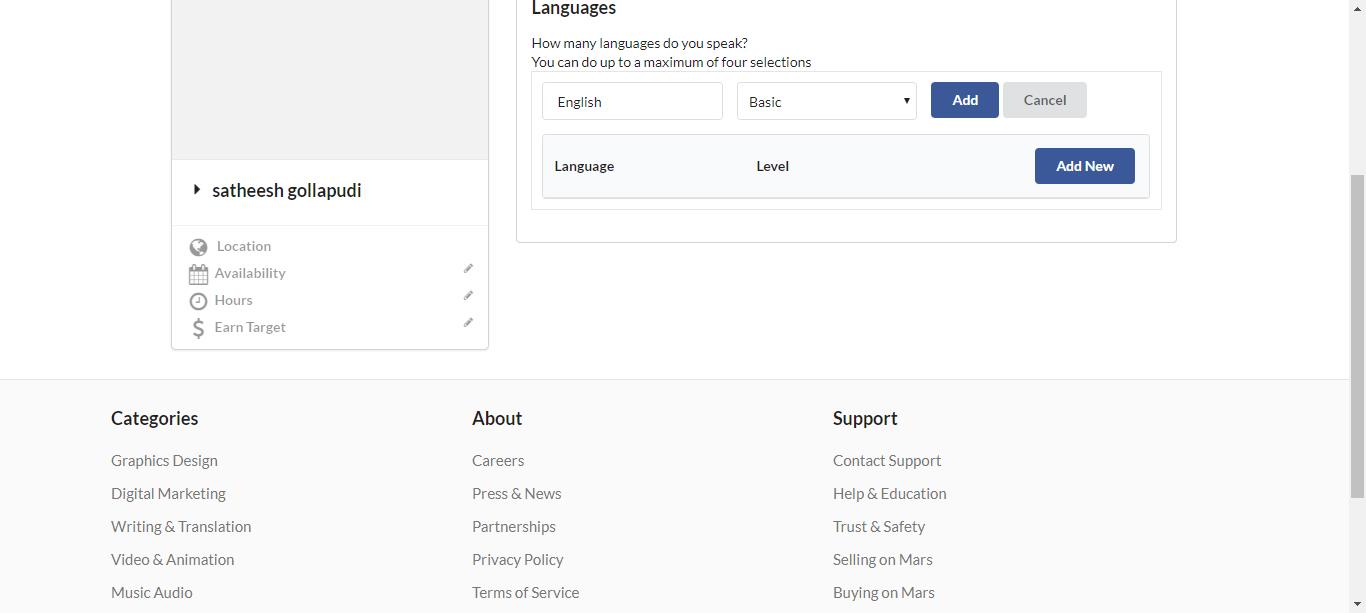 Languages
How many languages do you speak?
You can do up to a maximum of four selections
English Basic Add Cancel
Language Level Add New
satheesh gollapudi
Location
Availability
Hours
Earn Target
Categories
Graphics Design
Digital Marketing
Writing & Translation
Video & Animation
Music Audio
About
Careers
Press & News
Partnerships
Privacy Policy
Terms of Service
Support
Contact Support
Help & Education
Trust & Safety
Selling on Mars
Buying on Mars